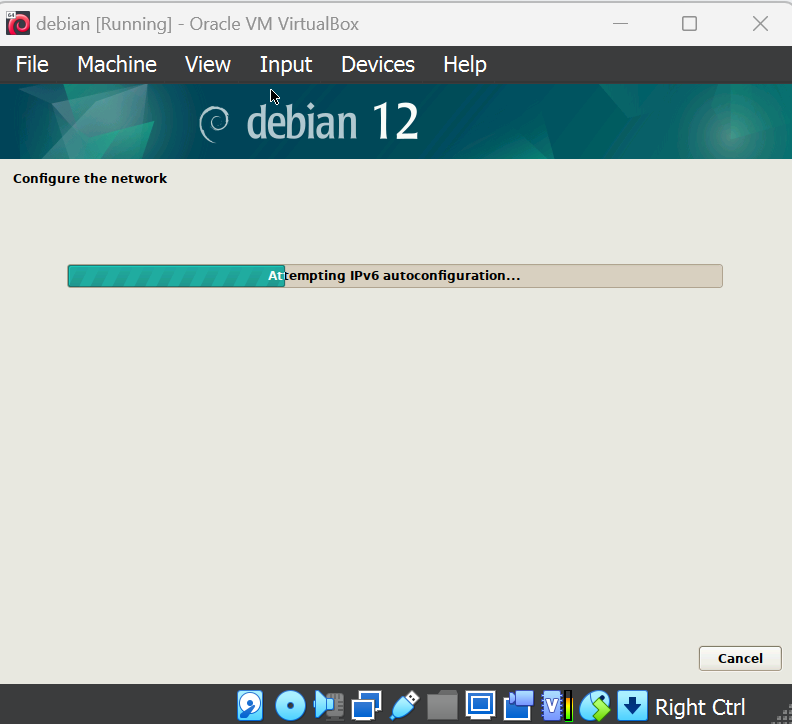 debian [Running] - Oracle VM VirtualBox
File Machine View Input Devices Help
debian 12
Configure the network
Attempting IPv6 autoconfiguration...
Cancel
Right Ctrl